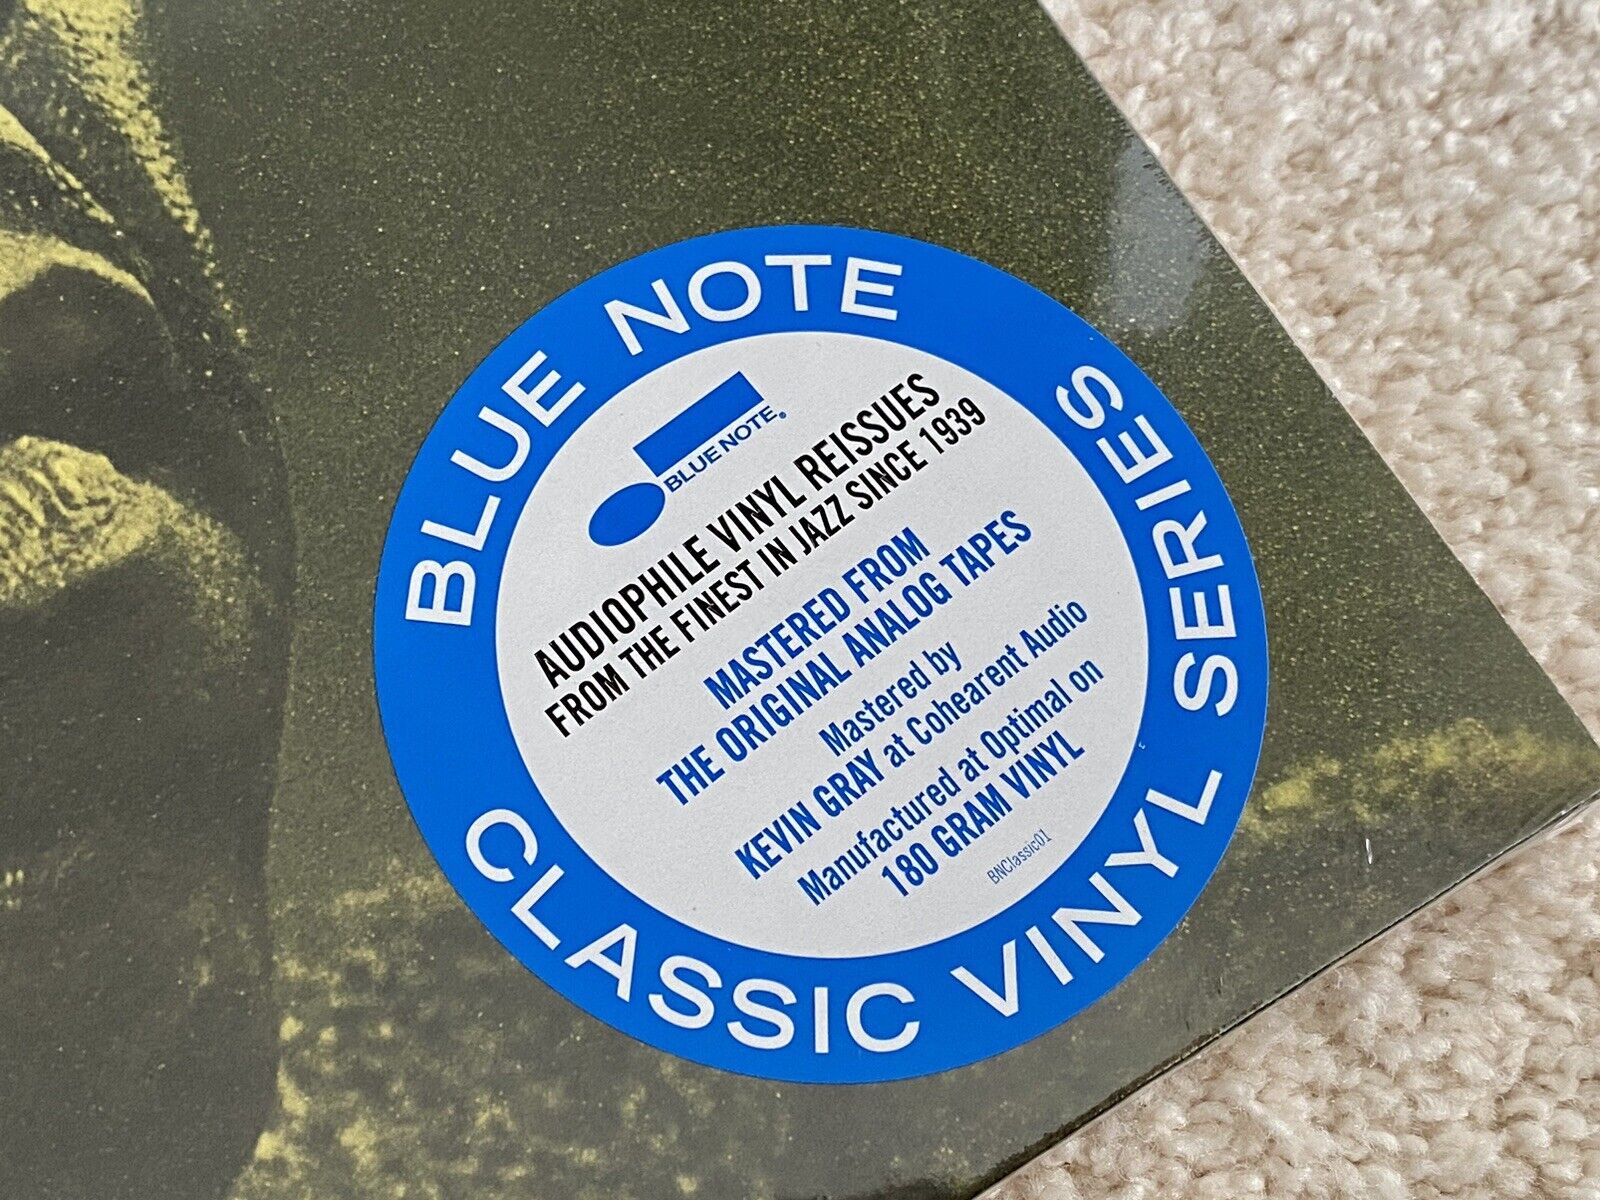 BLUE NOTE
BLUE NOTE®
AUDIOPHILE VINYL REISSUES
FROM THE FINEST IN JAZZ SINCE 1939
MASTERED FROM
THE ORIGINAL ANALOG TAPES
Mastered by
KEVIN GRAY at Cohearent Audio
Manufactured at Optimal on
180 GRAM VINYL
BNClassic01
CLASSIC VINYL SERIES